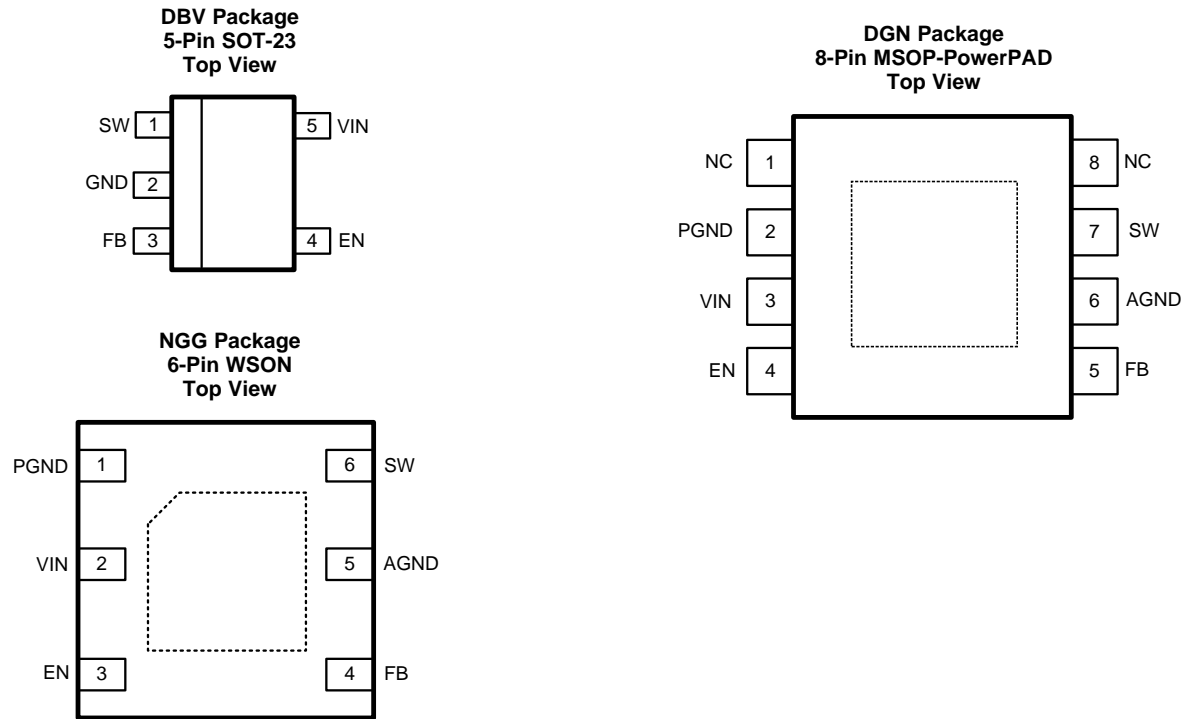 DBV Package
5-Pin SOT-23
Top View
SW 1
5 VIN
GND 2
FB 3
4 EN
NGG Package
6-Pin WSON
Top View
PGND 1
6 SW
VIN 2
5 AGND
EN 3
4 FB
DGN Package
8-Pin MSOP-PowerPAD
Top View
NC 1
8 NC
PGND 2
7 SW
VIN 3
6 AGND
EN 4
5 FB